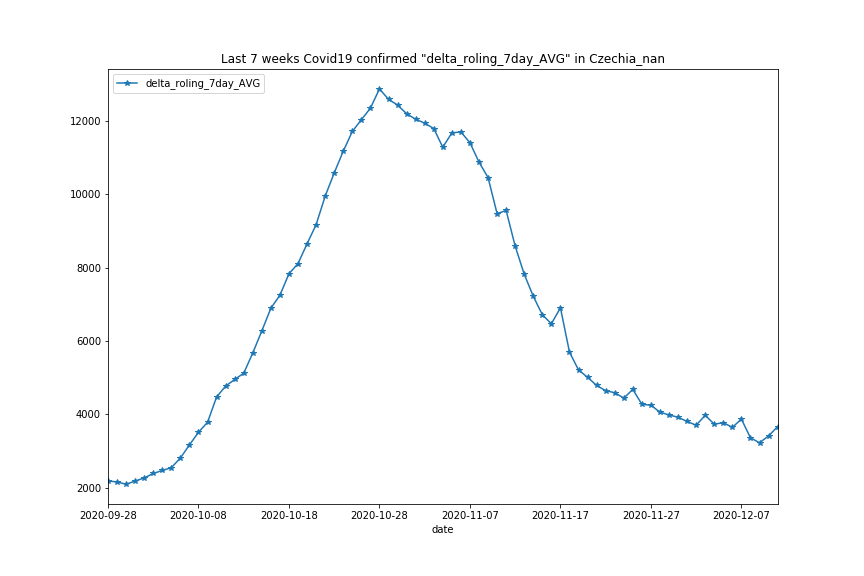 Last 7 weeks Covid19 confirmed "delta_roling_7day_AVG" in Czechia_nan
delta_roling_7day_AVG
12000
10000
8000
6000
4000
2000
2020-09-28 2020-10-08 2020-10-18 2020-10-28 2020-11-07 2020-11-17 2020-11-27 2020-12-07
date